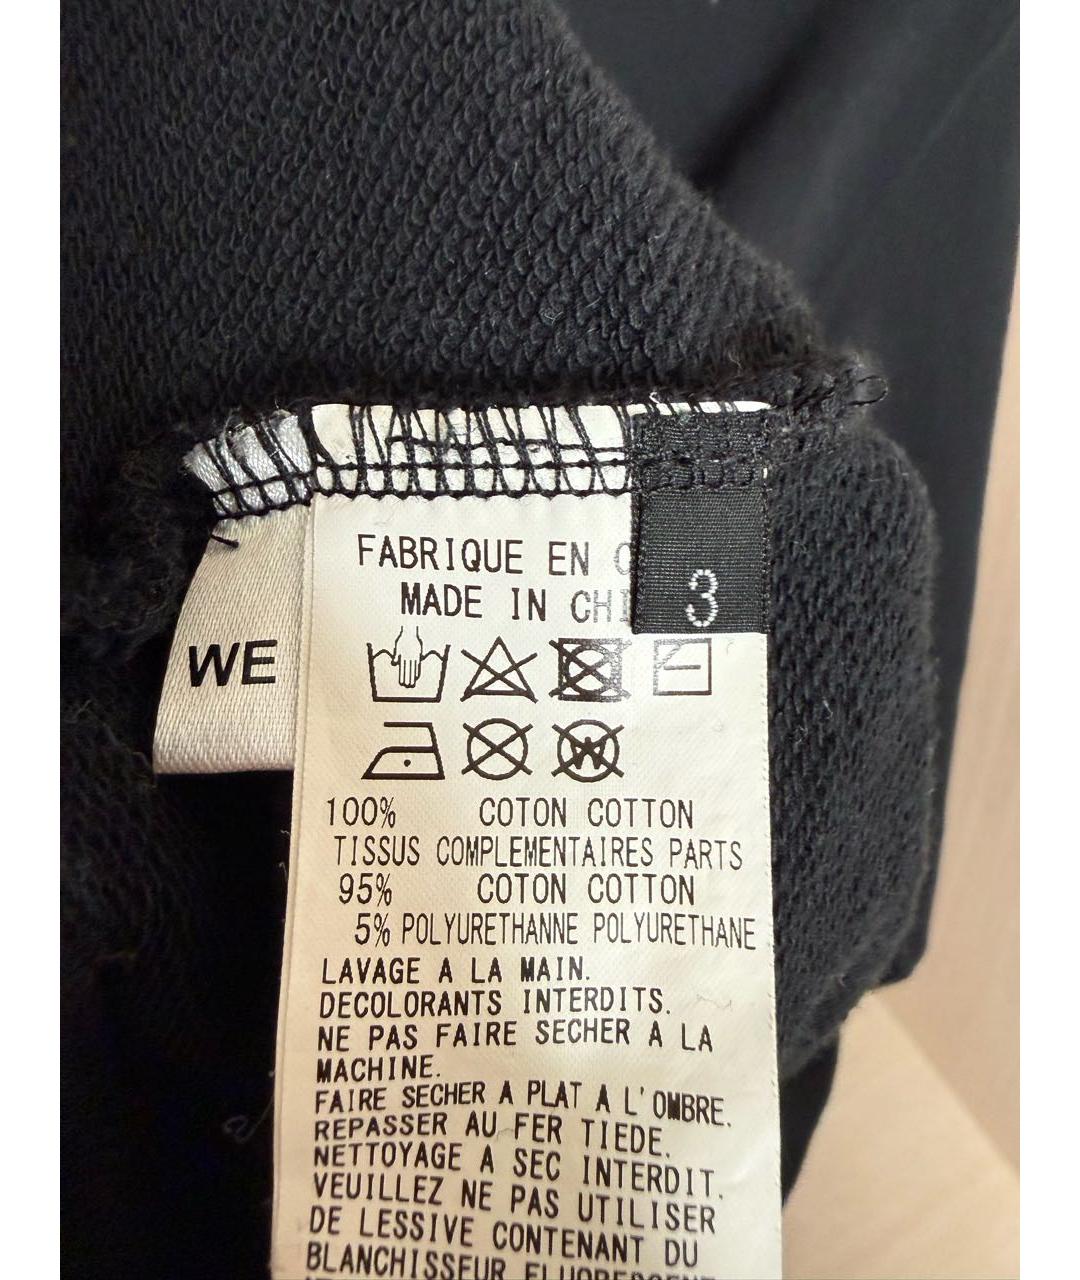 FABRIQUE EN
MADE IN
3
WE
100% COTON COTTON
TISSUS COMPLEMENTAIRES PARTS
95% COTON COTTON
5% POLYURETHANNE POLYURETHANE
LAVAGE A LA MAIN.
DECOLORANTS INTERDITS.
NE PAS FAIRE SECHER A LA
MACHINE.
FAIRE SECHER A PLAT A L'OMBRE.
REPASSER AU FER TIEDE.
NETTOYAGE A SEC INTERDIT.
VEUILLEZ NE PAS UTILISER
DE LESSIVE CONTENANT DU
BLANCHISSEUR